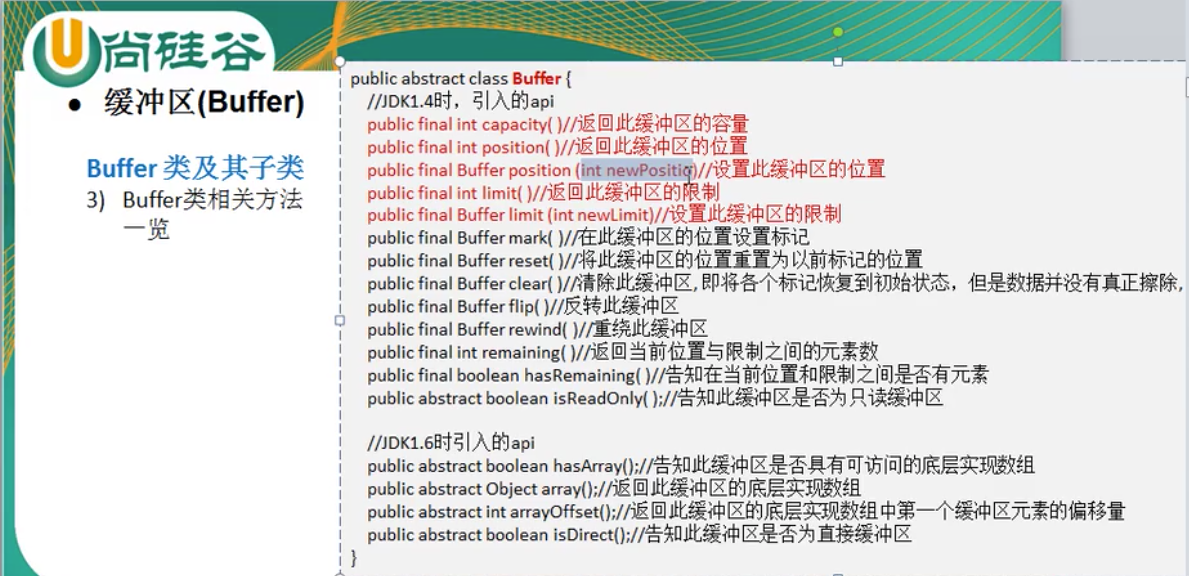 U尚硅谷
• 缓冲区(Buffer)
Buffer 类及其子类
3) Buffer类相关方法
一览
public abstract class Buffer {
//JDK1.4时，引入的api
public final int capacity( )//返回此缓冲区的容量
public final int position( )//返回此缓冲区的位置
public final Buffer position (int newPositio)//设置此缓冲区的位置
public final int limit( )//返回此缓冲区的限制
public final Buffer limit (int newLimit)//设置此缓冲区的限制
public final Buffer mark( )//在此缓冲区的位置设置标记
public final Buffer reset( )//将此缓冲区的位置重置为以前标记的位置
public final Buffer clear( )//清除此缓冲区, 即将各个标记恢复到初始状态，但是数据并没有真正擦除,
public final Buffer flip( )//反转此缓冲区
public final Buffer rewind( )//重绕此缓冲区
public final int remaining( )//返回当前位置与限制之间的元素数
public final boolean hasRemaining( )//告知在当前位置和限制之间是否有元素
public abstract boolean isReadOnly( );//告知此缓冲区是否为只读缓冲区
//JDK1.6时引入的api
public abstract boolean hasArray();//告知此缓冲区是否具有可访问的底层实现数组
public abstract Object array();//返回此缓冲区的底层实现数组
public abstract int arrayOffset();//返回此缓冲区的底层实现数组中第一个缓冲区元素的偏移量
public abstract boolean isDirect();//告知此缓冲区是否为直接缓冲区
}